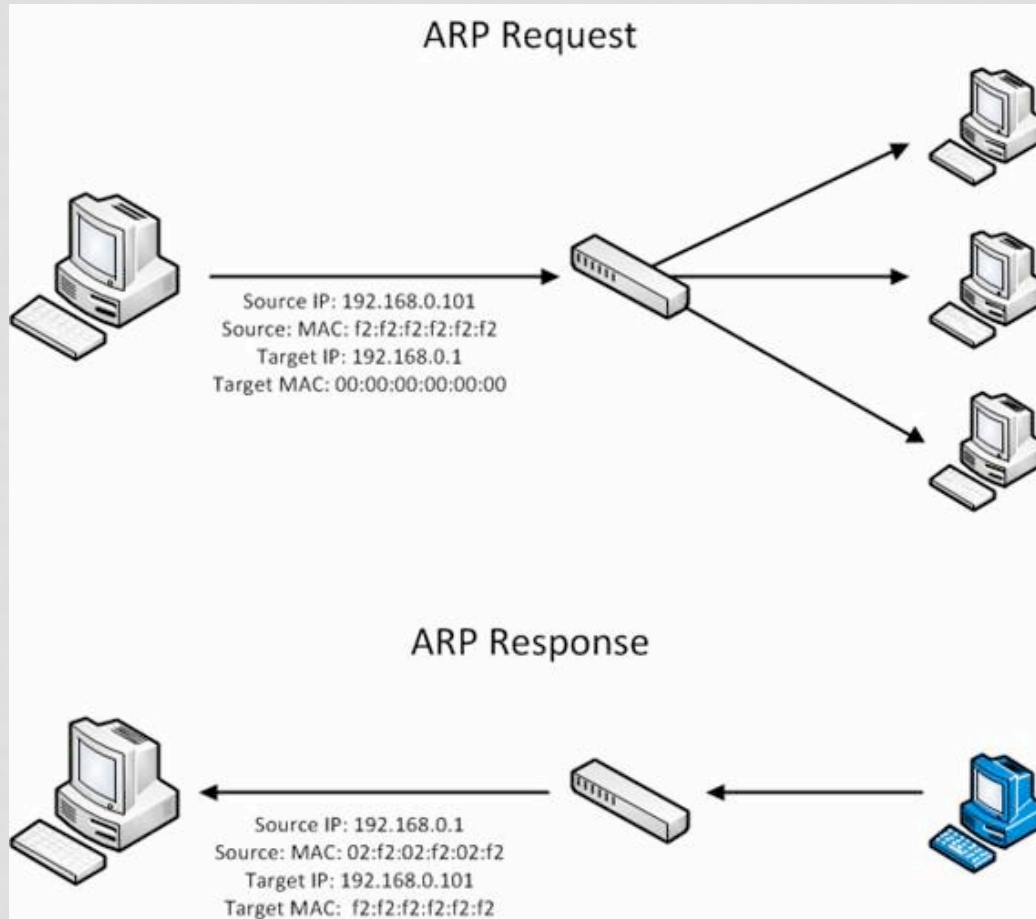 ARP Request
Source IP: 192.168.0.101
Source: MAC: f2:f2:f2:f2:f2:f2
Target IP: 192.168.0.1
Target MAC: 00:00:00:00:00:00
ARP Response
Source IP: 192.168.0.1
Source: MAC: 02:f2:02:f2:02:f2
Target IP: 192.168.0.101
Target MAC: f2:f2:f2:f2:f2:f2